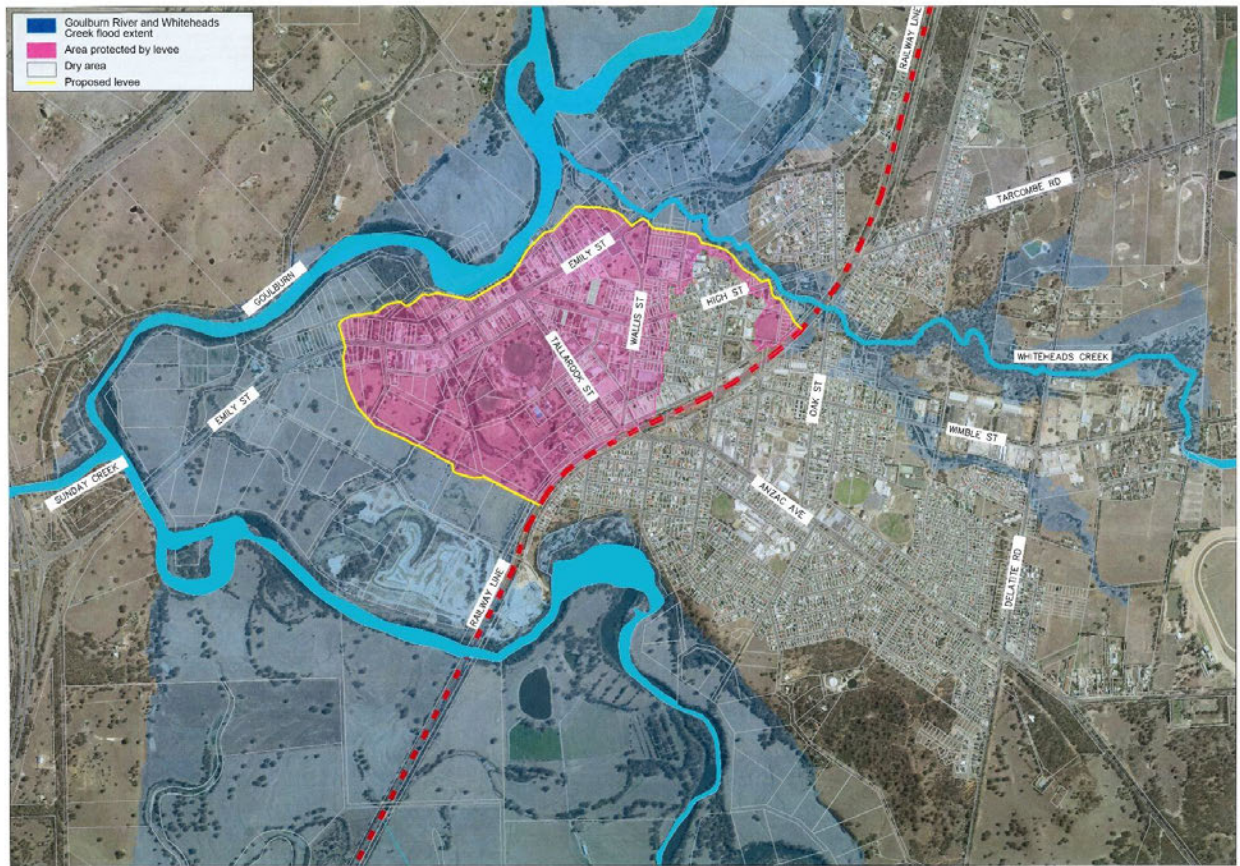 Goulburn River and Whiteheads
Creek flood extent
Area protected by levee
Dry area
Proposed levee
RAILWAY LINE
RAILWAY LINE
TARCOMBE RD
EMILY ST
GOULBURN
WALLIS ST
HIGH ST
TALLAROOK ST
WHITEHEADS CREEK
OAK ST
EMILY ST
WIMBLE ST
SUNDAY CREEK
ANZAC AVE
RAILWAY LINE
DELATITE RD